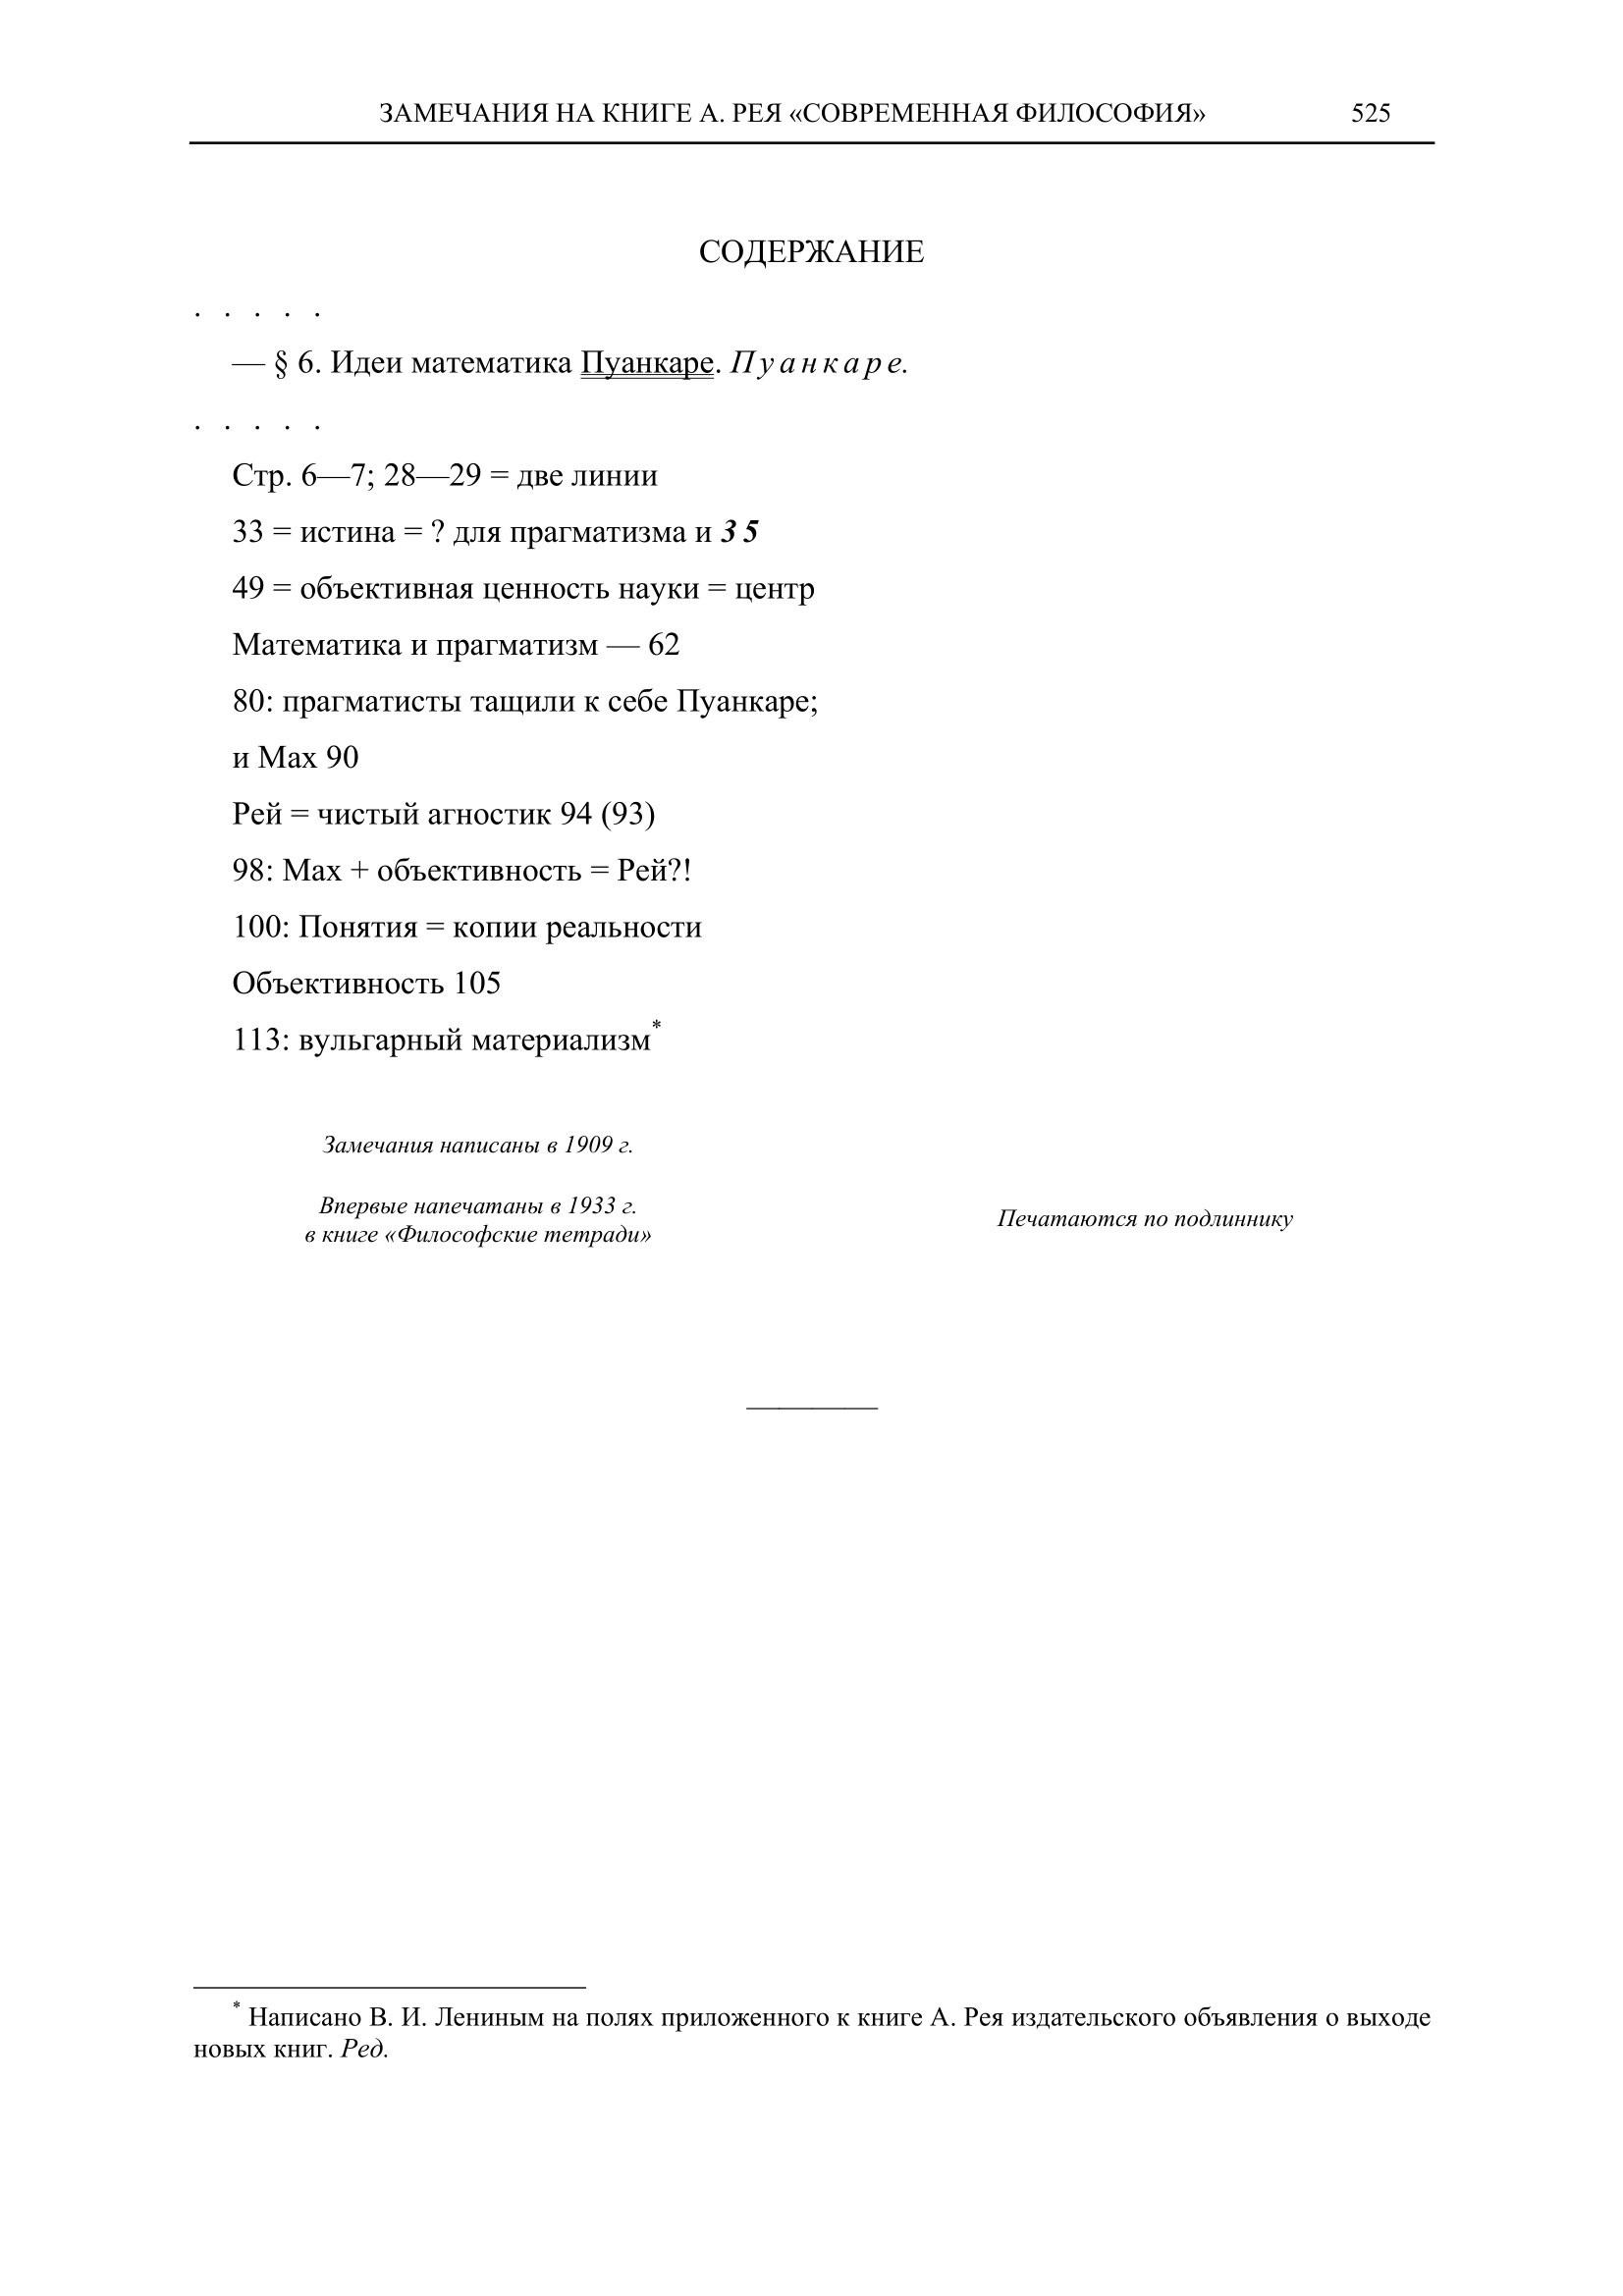 ЗАМЕЧАНИЯ НА КНИГЕ А. РЕЯ «СОВРЕМЕННАЯ ФИЛОСОФИЯ» 525
СОДЕРЖАНИЕ
. . . . .
— § 6. Идеи математика Пуанкаре. Пуанкаре.
. . . . .
Стр. 6—7; 28—29 = две линии
33 = истина = ? для прагматизма и 35
49 = объективная ценность науки = центр
Математика и прагматизм — 62
80: прагматисты тащили к себе Пуанкаре;
и Мах 90
Рей = чистый агностик 94 (93)
98: Мах + объективность = Рей?!
100: Понятия = копии реальности
Объективность 105
113: вульгарный материализм*
Замечания написаны в 1909 г.
Впервые напечатаны в 1933 г.
в книге «Философские тетради»
Печатаются по подлиннику
* Написано В. И. Лениным на полях приложенного к книге А. Рея издательского объявления о выходе
новых книг. Ред.